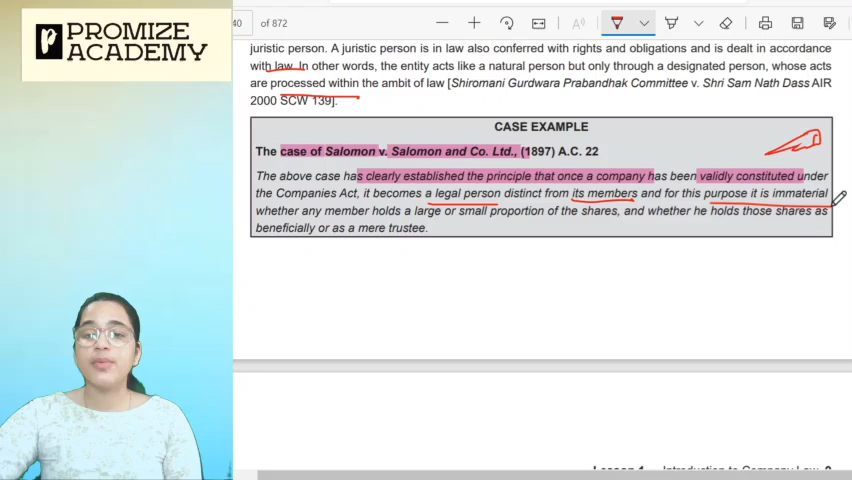 PROMIZE
ACADEMY
40 of 872
juristic person. A juristic person is in law also conferred with rights and obligations and is dealt in accordance
with law. In other words, the entity acts like a natural person but only through a designated person, whose acts
are processed within the ambit of law [Shiromani Gurdwara Prabandhak Committee v. Shri Sam Nath Dass AIR
2000 SCW 139].
CASE EXAMPLE
The case of Salomon v. Salomon and Co. Ltd., (1897) A.C. 22
The above case has clearly established the principle that once a company has been validly constituted under
the Companies Act, it becomes a legal person distinct from its members and for this purpose it is immaterial
whether any member holds a large or small proportion of the shares, and whether he holds those shares as
beneficially or as a mere trustee.